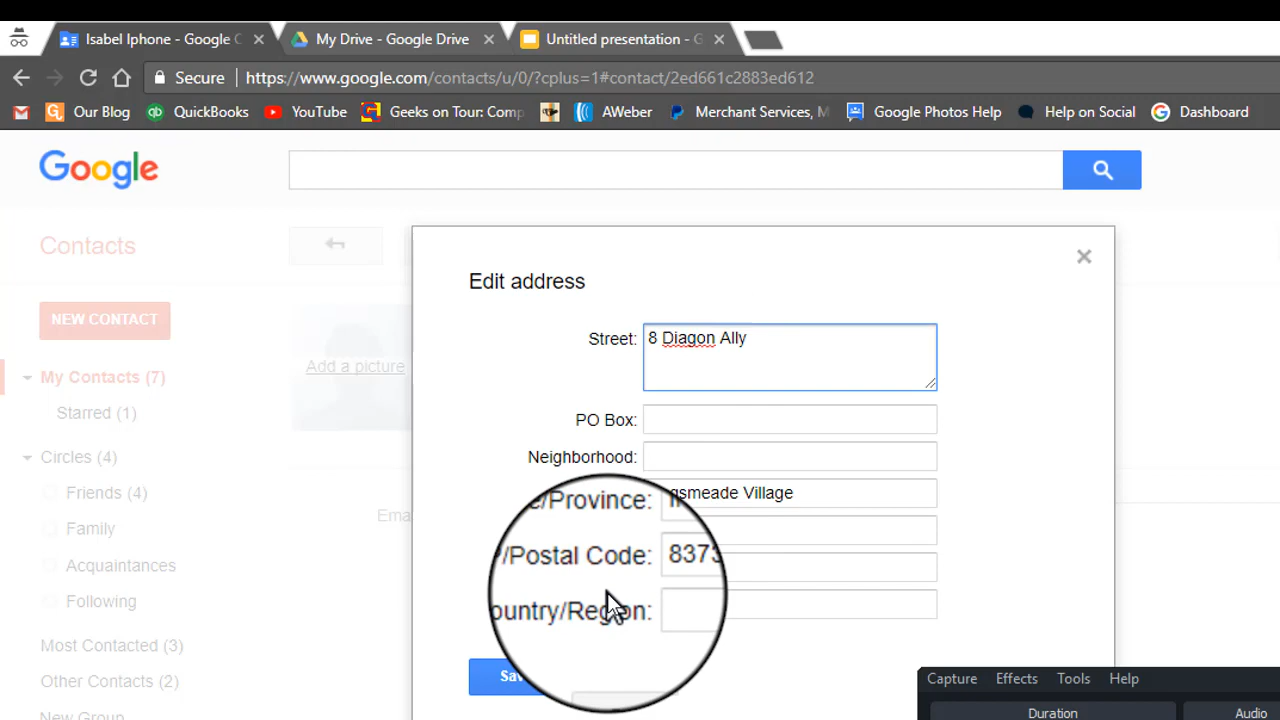 Isabel Iphone - Google C
My Drive - Google Drive
Untitled presentation - G
Secure
https://www.google.com/contacts/u/0/?cplus=1#contact/2ed661c2883ed612
Our Blog
QuickBooks
YouTube
Geeks on Tour: Comp
AWeber
Merchant Services, M
Google Photos Help
Help on Social
Dashboard
Google
Contacts
NEW CONTACT
Add a picture
My Contacts (7)
Starred (1)
Circles (4)
Friends (4)
Family
Acquaintances
Following
Most Contacted (3)
Other Contacts (2)
New Group
Emai
Edit address
Street: 8 Diagon Ally
PO Box:
Neighborhood:
gsmeade Village
e/Province:
/Postal Code: 8373
ountry/Region:
Sav
Capture Effects Tools Help
Duration
Audio